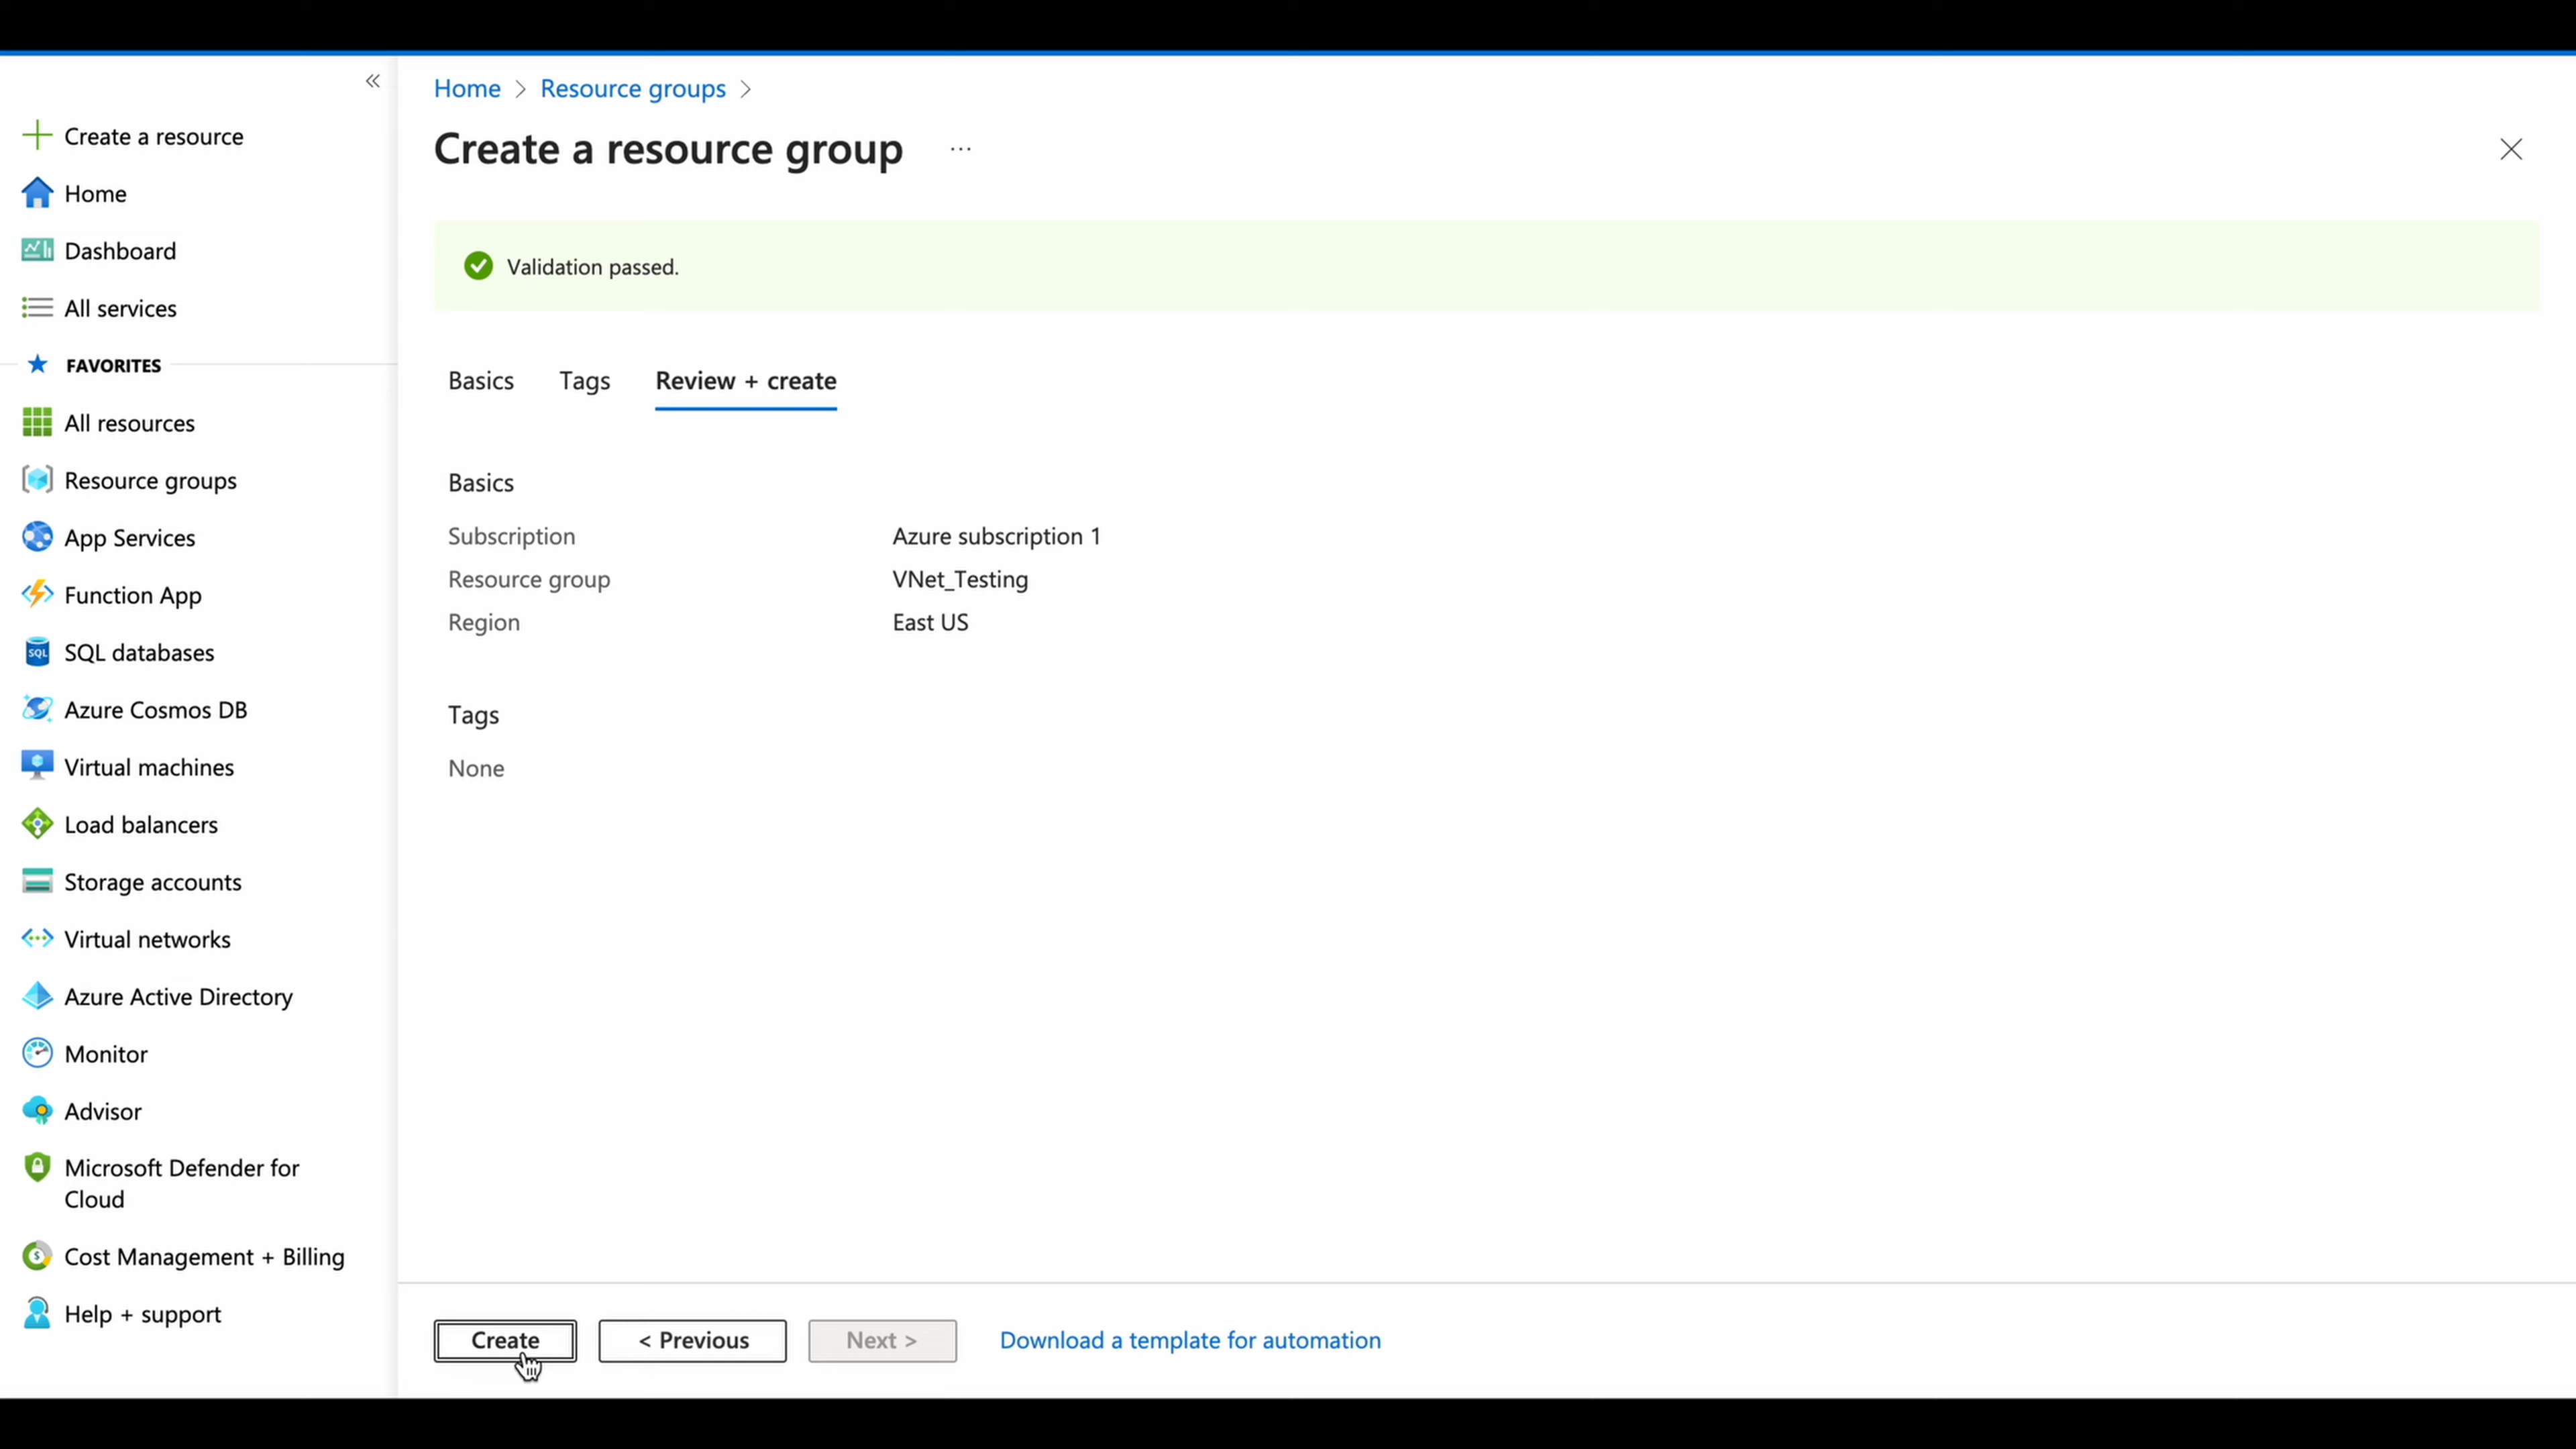 Create a resource
Home
Dashboard
All services
FAVORITES
All resources
Resource groups
App Services
Function App
SQL databases
Azure Cosmos DB
Virtual machines
Load balancers
Storage accounts
Virtual networks
Azure Active Directory
Monitor
Advisor
Microsoft Defender for
Cloud
Cost Management + Billing
Help + support
Home > Resource groups >
Create a resource group ...
Validation passed.
Basics Tags Review + create
Basics
Subscription Azure subscription 1
Resource group VNet_Testing
Region East US
Tags
None
Create < Previous Next > Download a template for automation